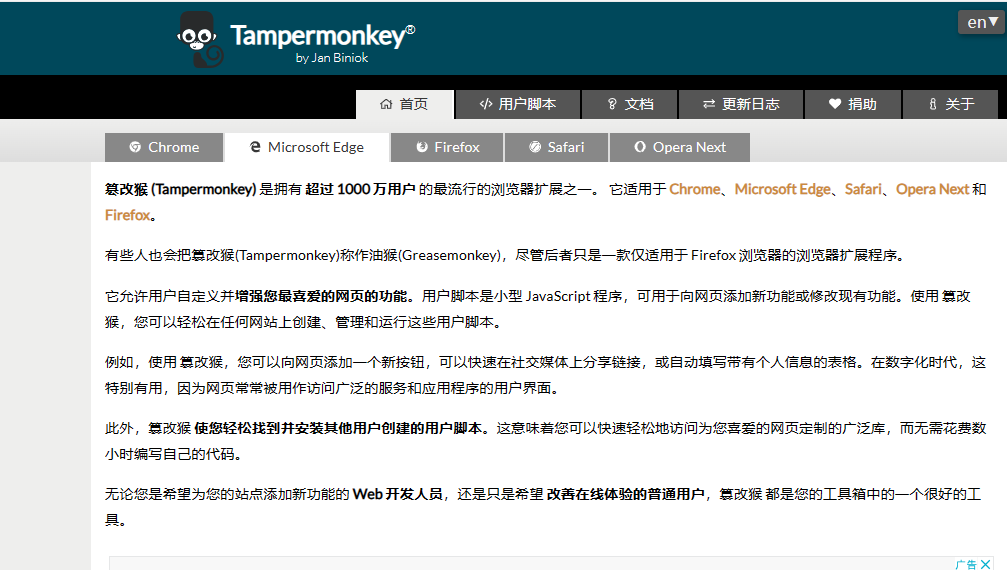 Tampermonkey®
by Jan Biniok
en▼
首页
用户脚本
文档
更新日志
捐助
关于
Chrome
Microsoft Edge
Firefox
Safari
Opera Next
篡改猴 (Tampermonkey) 是拥有 超过 1000 万用户 的最流行的浏览器扩展之一。 它适用于 Chrome、Microsoft Edge、Safari、Opera Next 和
Firefox。
有些人也会把篡改猴(Tampermonkey)称作油猴(Greasemonkey)，尽管后者只是一款仅适用于 Firefox 浏览器的浏览器扩展程序。
它允许用户自定义并增强您最喜爱的网页的功能。用户脚本是小型 JavaScript 程序，可用于向网页添加新功能或修改现有功能。使用 篡改
猴，您可以轻松在任何网站上创建、管理和运行这些用户脚本。
例如，使用 篡改猴，您可以向网页添加一个新按钮，可以快速在社交媒体上分享链接，或自动填写带有个人信息的表格。在数字化时代，这
特别有用，因为网页常常被用作访问广泛的服务和应用程序的用户界面。
此外，篡改猴 使您轻松找到并安装其他用户创建的用户脚本。这意味着您可以快速轻松地访问为您喜爱的网页定制的广泛库，而无需花费数
小时编写自己的代码。
无论您是希望为您的站点添加新功能的 Web 开发人员，还是只是希望 改善在线体验的普通用户，篡改猴 都是您的工具箱中的一个很好的工
具。
广告